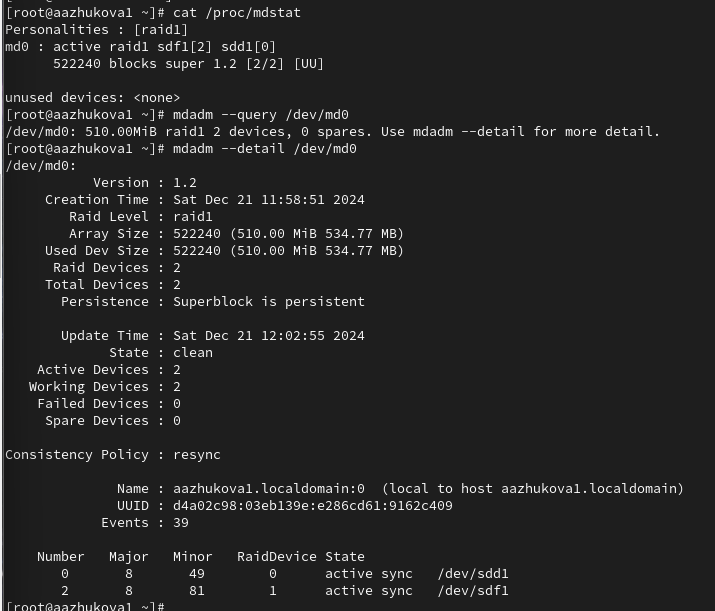 [root@aazhukova1 ~]# cat /proc/mdstat
Personalities : [raid1]
md0 : active raid1 sdf1[2] sdd1[0]
      522240 blocks super 1.2 [2/2] [UU]

unused devices: <none>
[root@aazhukova1 ~]# mdadm --query /dev/md0
/dev/md0: 510.00MiB raid1 2 devices, 0 spares. Use mdadm --detail for more detail.
[root@aazhukova1 ~]# mdadm --detail /dev/md0
/dev/md0:
           Version : 1.2
     Creation Time : Sat Dec 21 11:58:51 2024
        Raid Level : raid1
        Array Size : 522240 (510.00 MiB 534.77 MB)
     Used Dev Size : 522240 (510.00 MiB 534.77 MB)
      Raid Devices : 2
     Total Devices : 2
       Persistence : Superblock is persistent

       Update Time : Sat Dec 21 12:02:55 2024
             State : clean
    Active Devices : 2
   Working Devices : 2
    Failed Devices : 0
     Spare Devices : 0

Consistency Policy : resync

              Name : aazhukova1.localdomain:0  (local to host aazhukova1.localdomain)
              UUID : d4a02c98:03eb139e:e286cd61:9162c409
            Events : 39

    Number   Major   Minor   RaidDevice State
       0       8       49        0      active sync   /dev/sdd1
       2       8       81        1      active sync   /dev/sdf1
[root@aazhukova1 ~]#